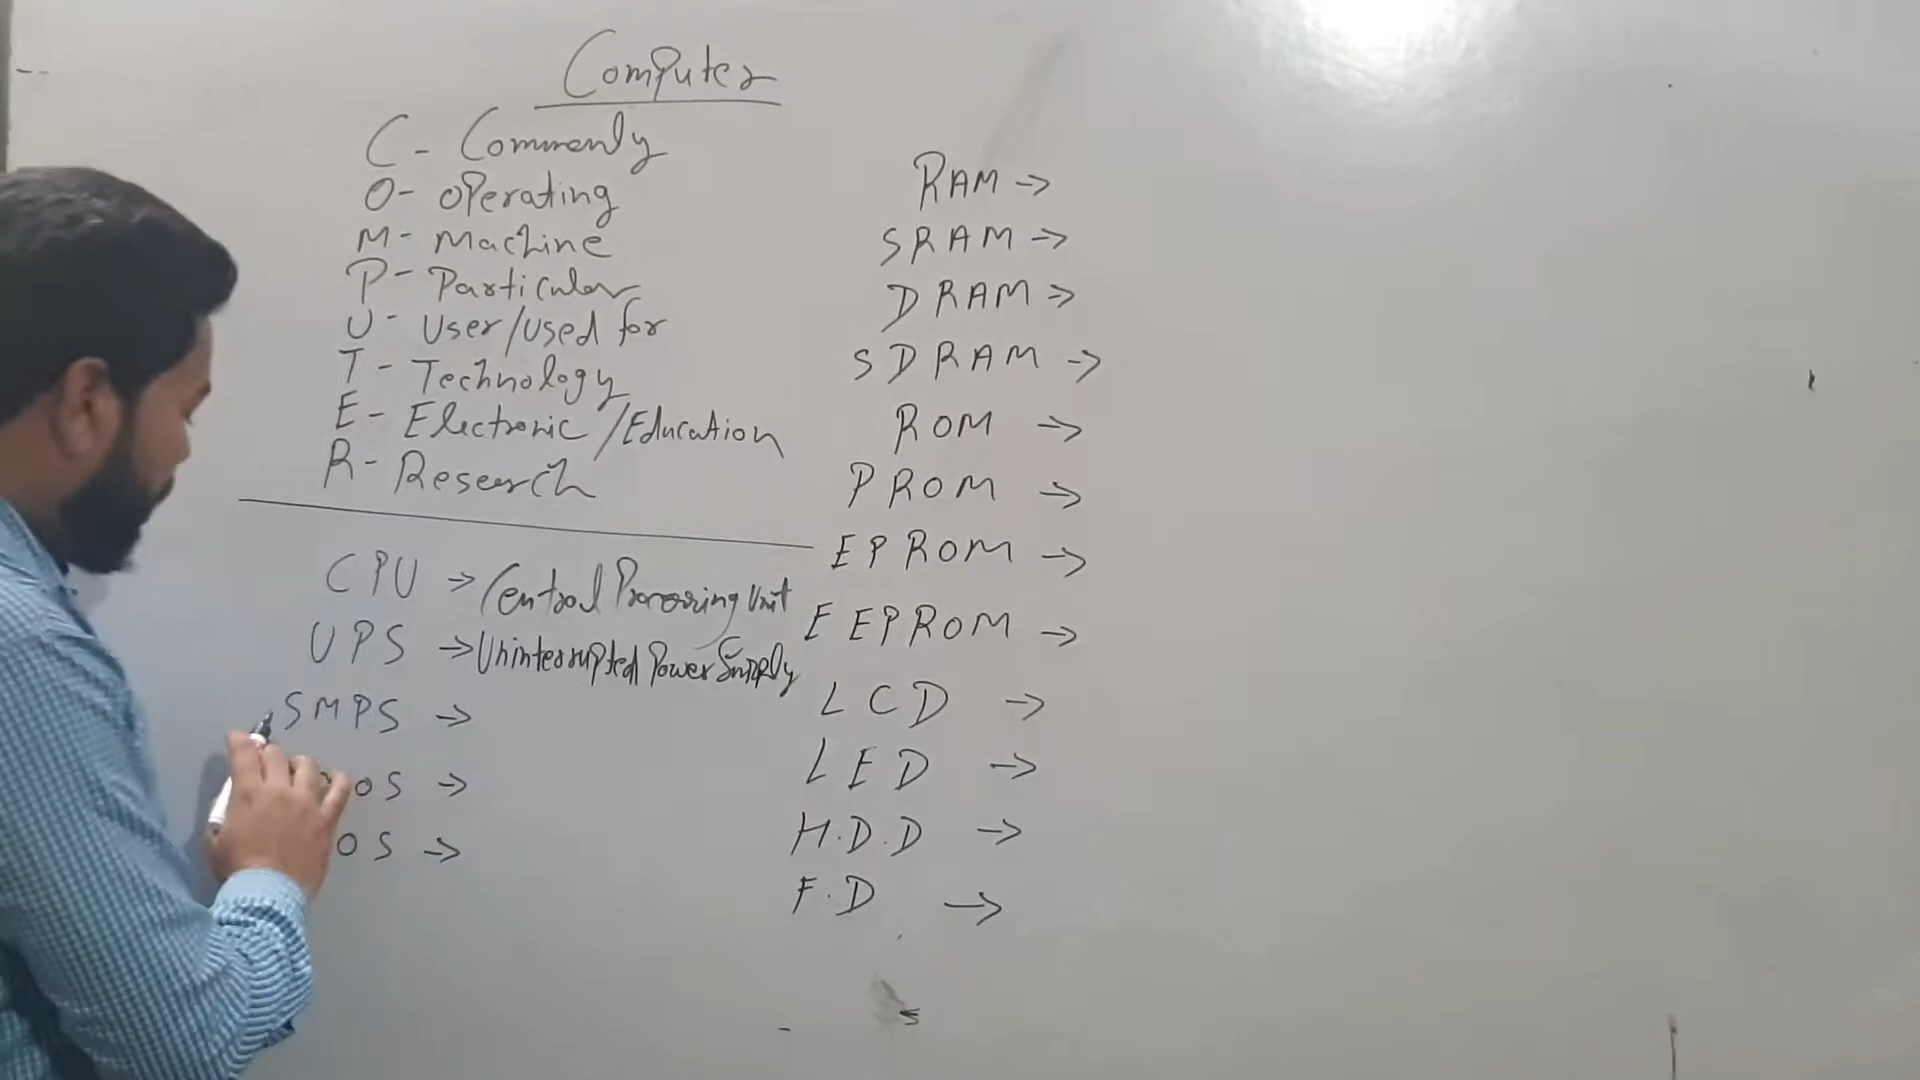 Computer
C - Commonly
O - Operating
M - Machine
P - Particular
U - User/Used for
T - Technology
E - Electronic/Education
R - Research
CPU → Central Processing Unit
UPS → Uninterrupted Power Supply
SMPS →
OS →
OS →
RAM →
SRAM →
DRAM →
SDRAM →
ROM →
PROM →
EPROM →
EEPROM →
LCD →
LED →
H.D.D →
F.D →